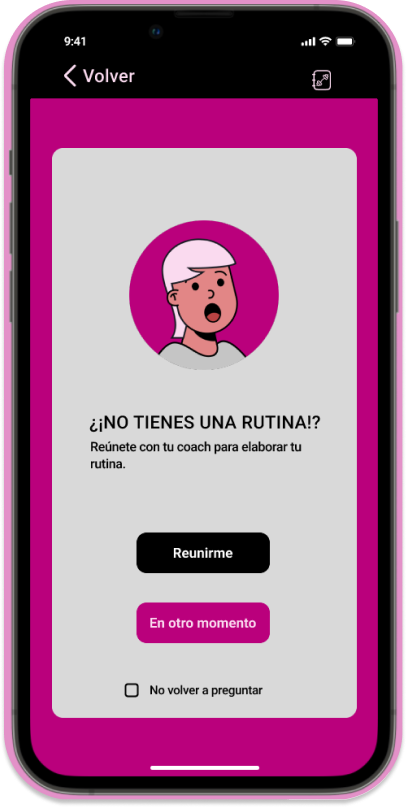 9:41
Volver
¿¡NO TIENES UNA RUTINA!?
Reúnete con tu coach para elaborar tu
rutina.
Reunirme
En otro momento
No volver a preguntar